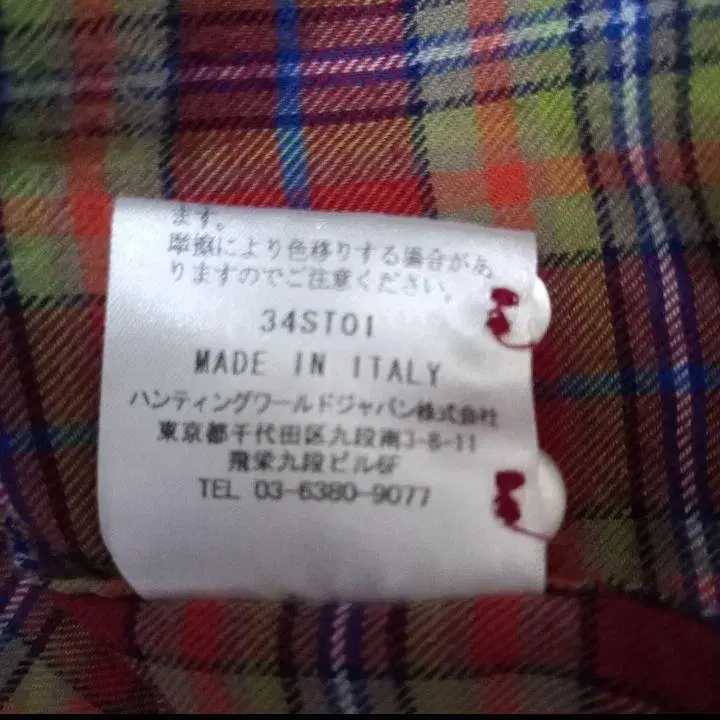 ます。
摩擦により色移りする場合があ
りますのでご注意ください。
34ST01
MADE IN ITALY
ハンティングワールドジャパン株式会社
東京都千代田区九段南3-8-11
飛栄九段ビル6F
TEL 03-6380-9077